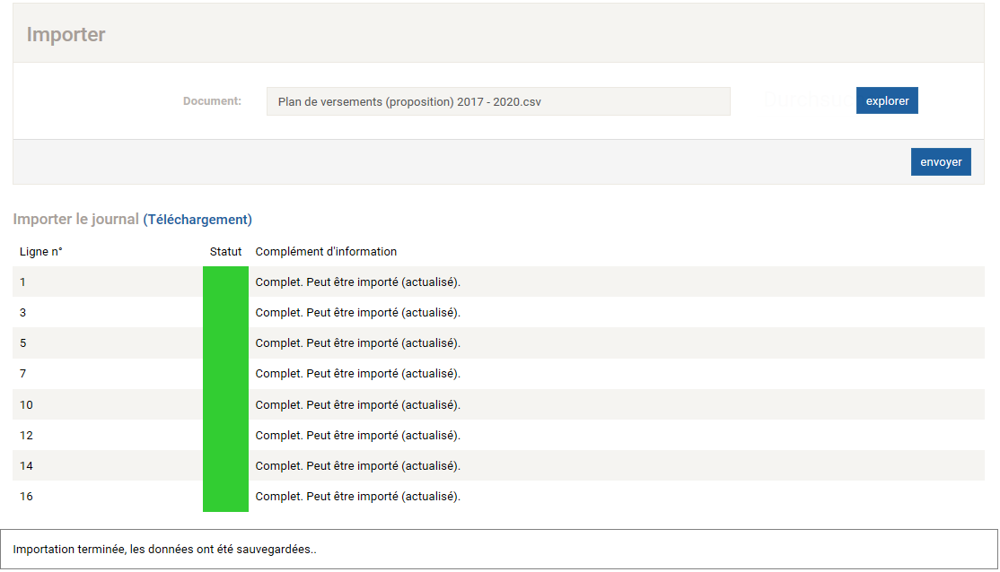 Importer
Document: Plan de versements (proposition) 2017 - 2020.csv explorer
envoyer
Importer le journal (Téléchargement)
Ligne n° Statut Complément d'information
1 Complet. Peut être importé (actualisé).
3 Complet. Peut être importé (actualisé).
5 Complet. Peut être importé (actualisé).
7 Complet. Peut être importé (actualisé).
10 Complet. Peut être importé (actualisé).
12 Complet. Peut être importé (actualisé).
14 Complet. Peut être importé (actualisé).
16 Complet. Peut être importé (actualisé).
Importation terminée, les données ont été sauvegardées..